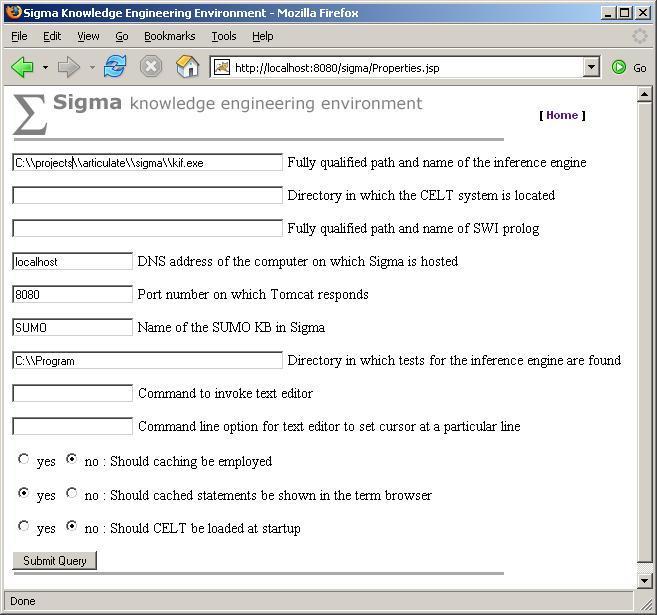 Sigma Knowledge Engineering Environment - Mozilla Firefox
File Edit View Go Bookmarks Tools Help
http://localhost:8080/sigma/Properties.jsp Go
Σ Sigma knowledge engineering environment
[ Home ]
C:\\projects\\articulate\\sigma\\kif.exe Fully qualified path and name of the inference engine
Directory in which the CELT system is located
Fully qualified path and name of SWI prolog
localhost DNS address of the computer on which Sigma is hosted
8080 Port number on which Tomcat responds
SUMO Name of the SUMO KB in Sigma
C:\\Program Directory in which tests for the inference engine are found
Command to invoke text editor
Command line option for text editor to set cursor at a particular line
yes no : Should caching be employed
yes no : Should cached statements be shown in the term browser
yes no : Should CELT be loaded at startup
Submit Query
Done